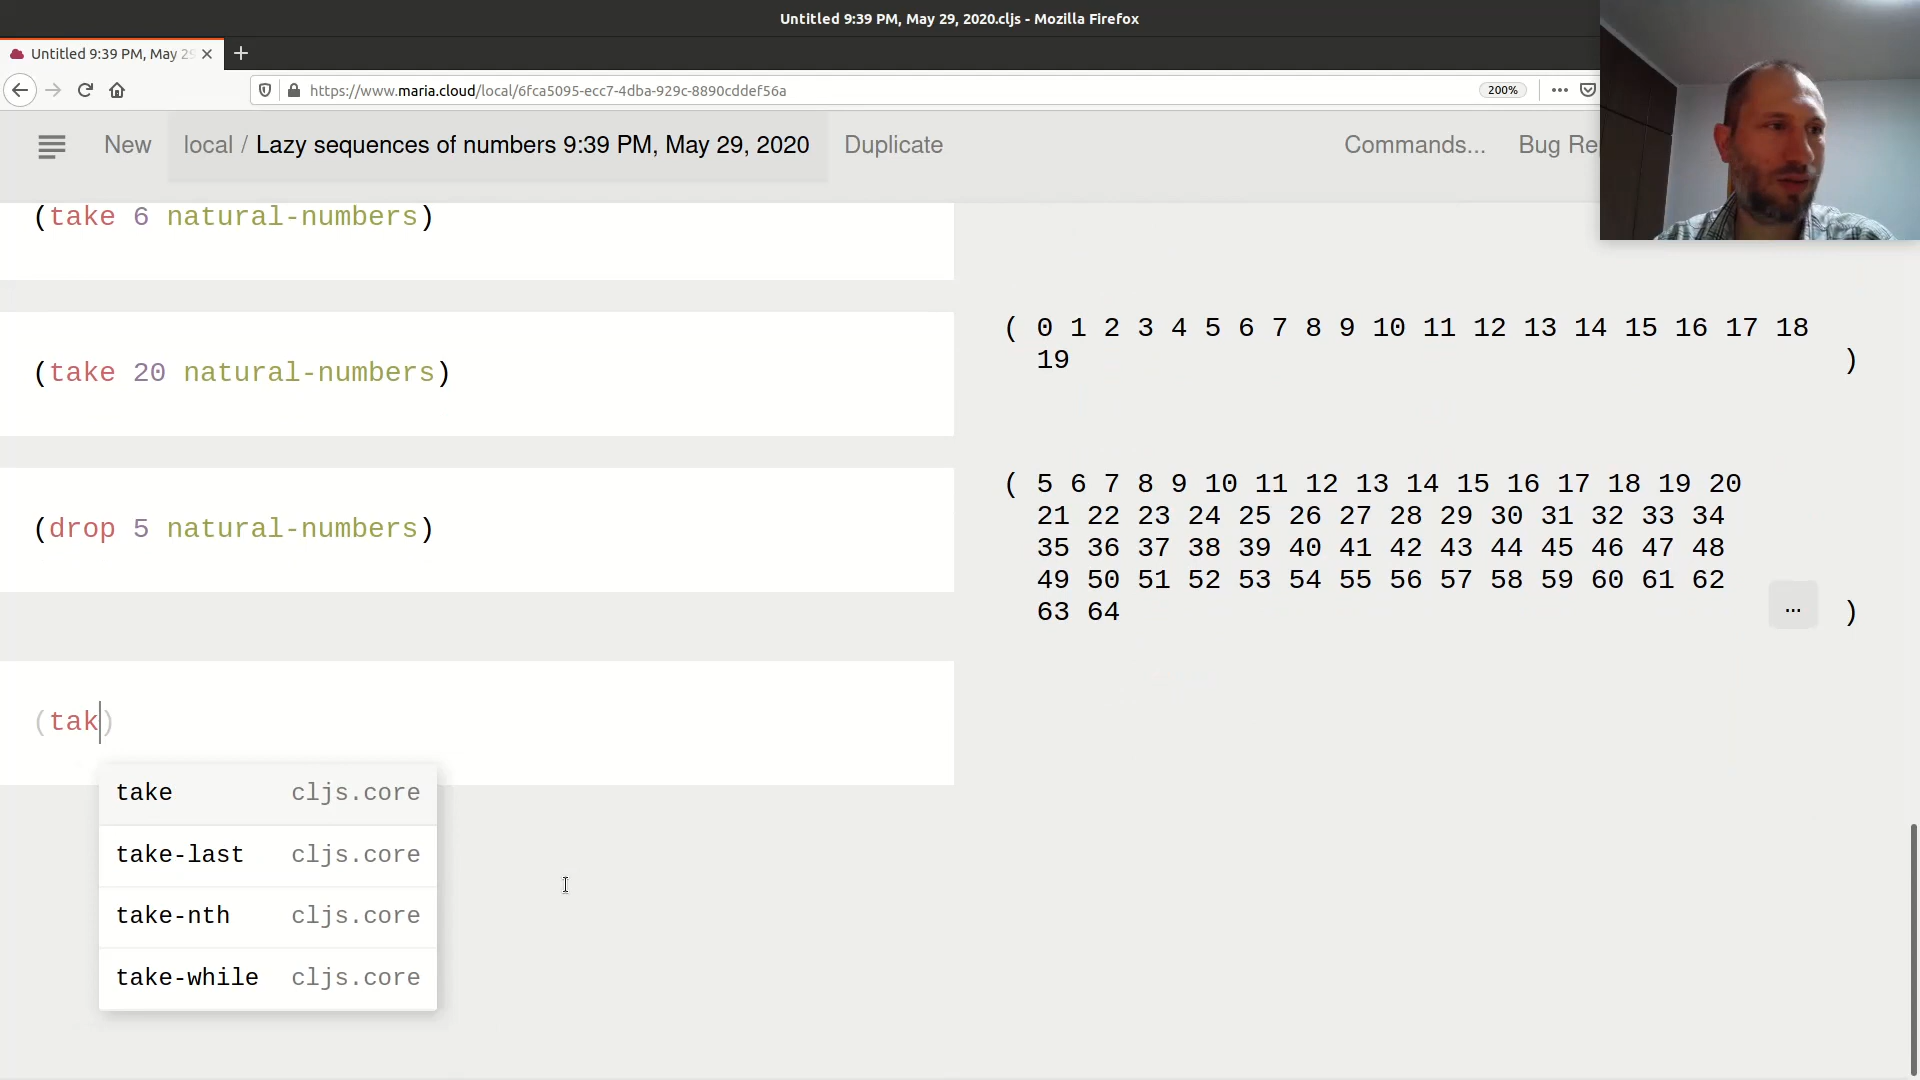 Untitled 9:39 PM, May 29, 2020.cljs - Mozilla Firefox
Untitled 9:39 PM, May 29
https://www.maria.cloud/local/6fca5095-ecc7-4dba-929c-8890cddef56a
200%
New
local / Lazy sequences of numbers 9:39 PM, May 29, 2020
Duplicate
Commands...
Bug Re
(take 6 natural-numbers)
(take 20 natural-numbers)
( 0 1 2 3 4 5 6 7 8 9 10 11 12 13 14 15 16 17 18
19 )
(drop 5 natural-numbers)
( 5 6 7 8 9 10 11 12 13 14 15 16 17 18 19 20
21 22 23 24 25 26 27 28 29 30 31 32 33 34
35 36 37 38 39 40 41 42 43 44 45 46 47 48
49 50 51 52 53 54 55 56 57 58 59 60 61 62
63 64 ... )
(tak)
take cljs.core
take-last cljs.core
take-nth cljs.core
take-while cljs.core